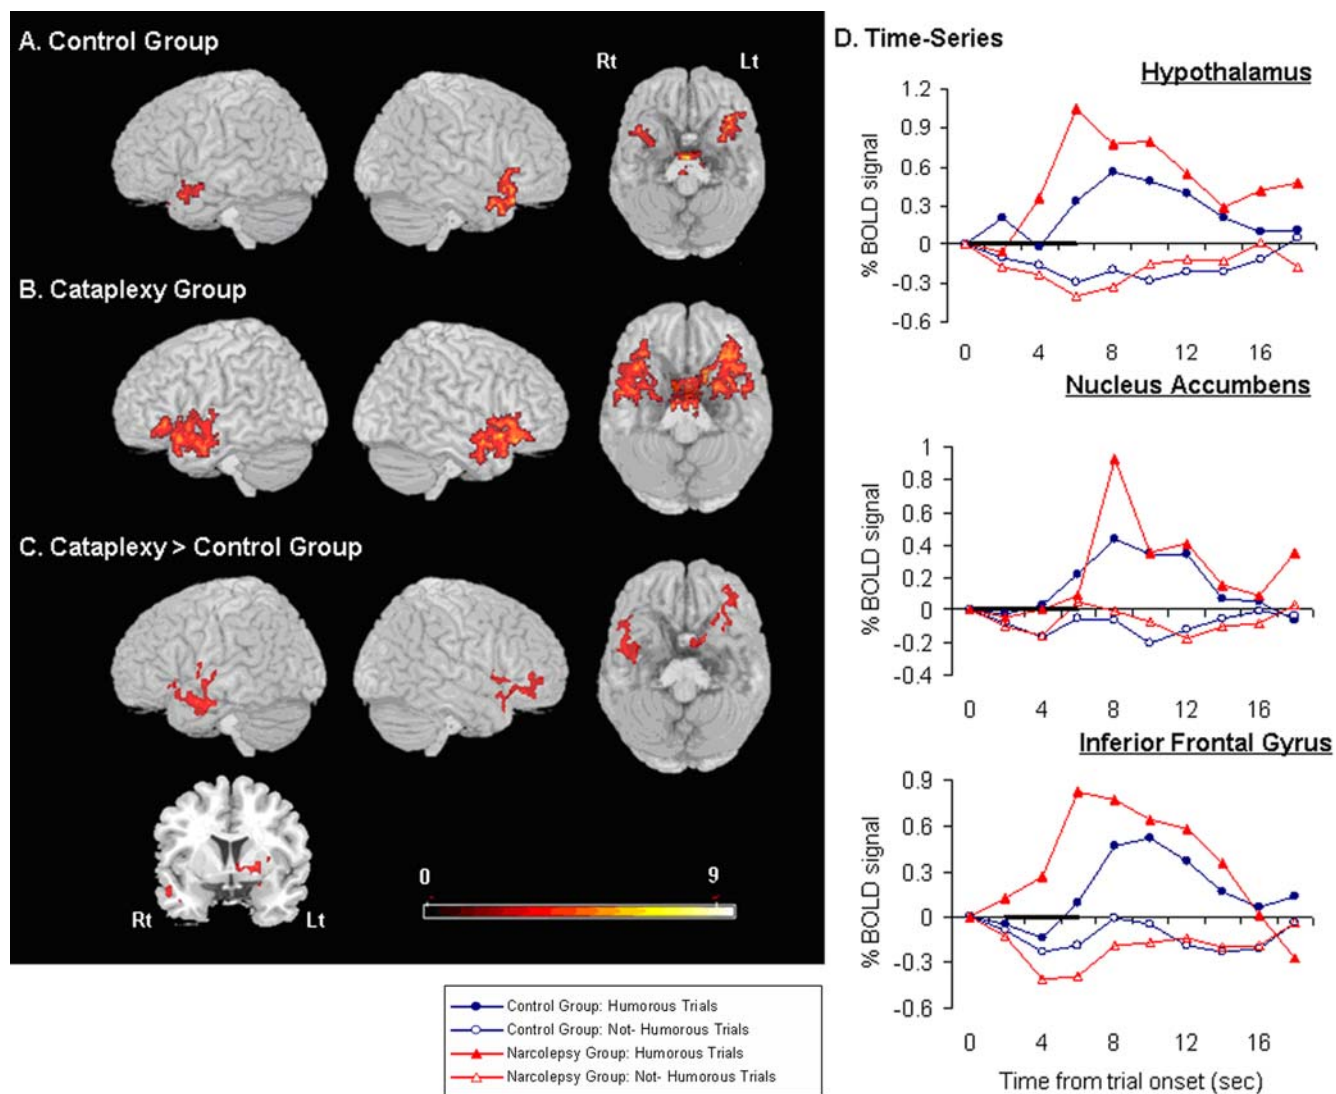 A. Control Group
Rt Lt
B. Cataplexy Group
C. Cataplexy > Control Group
Rt Lt
0 9
D. Time-Series
Hypothalamus
% BOLD signal
1.2
0.9
0.6
0.3
0
-0.3
-0.6
0 4 8 12 16
Nucleus Accumbens
% BOLD signal
1
0.8
0.6
0.4
0.2
0
-0.2
-0.4
0 4 8 12 16
Inferior Frontal Gyrus
% BOLD signal
0.9
0.6
0.3
0
-0.3
-0.6
0 4 8 12 16
Time from trial onset (sec)
Control Group: Humorous Trials
Control Group: Not- Humorous Trials
Narcolepsy Group: Humorous Trials
Narcolepsy Group: Not- Humorous Trials